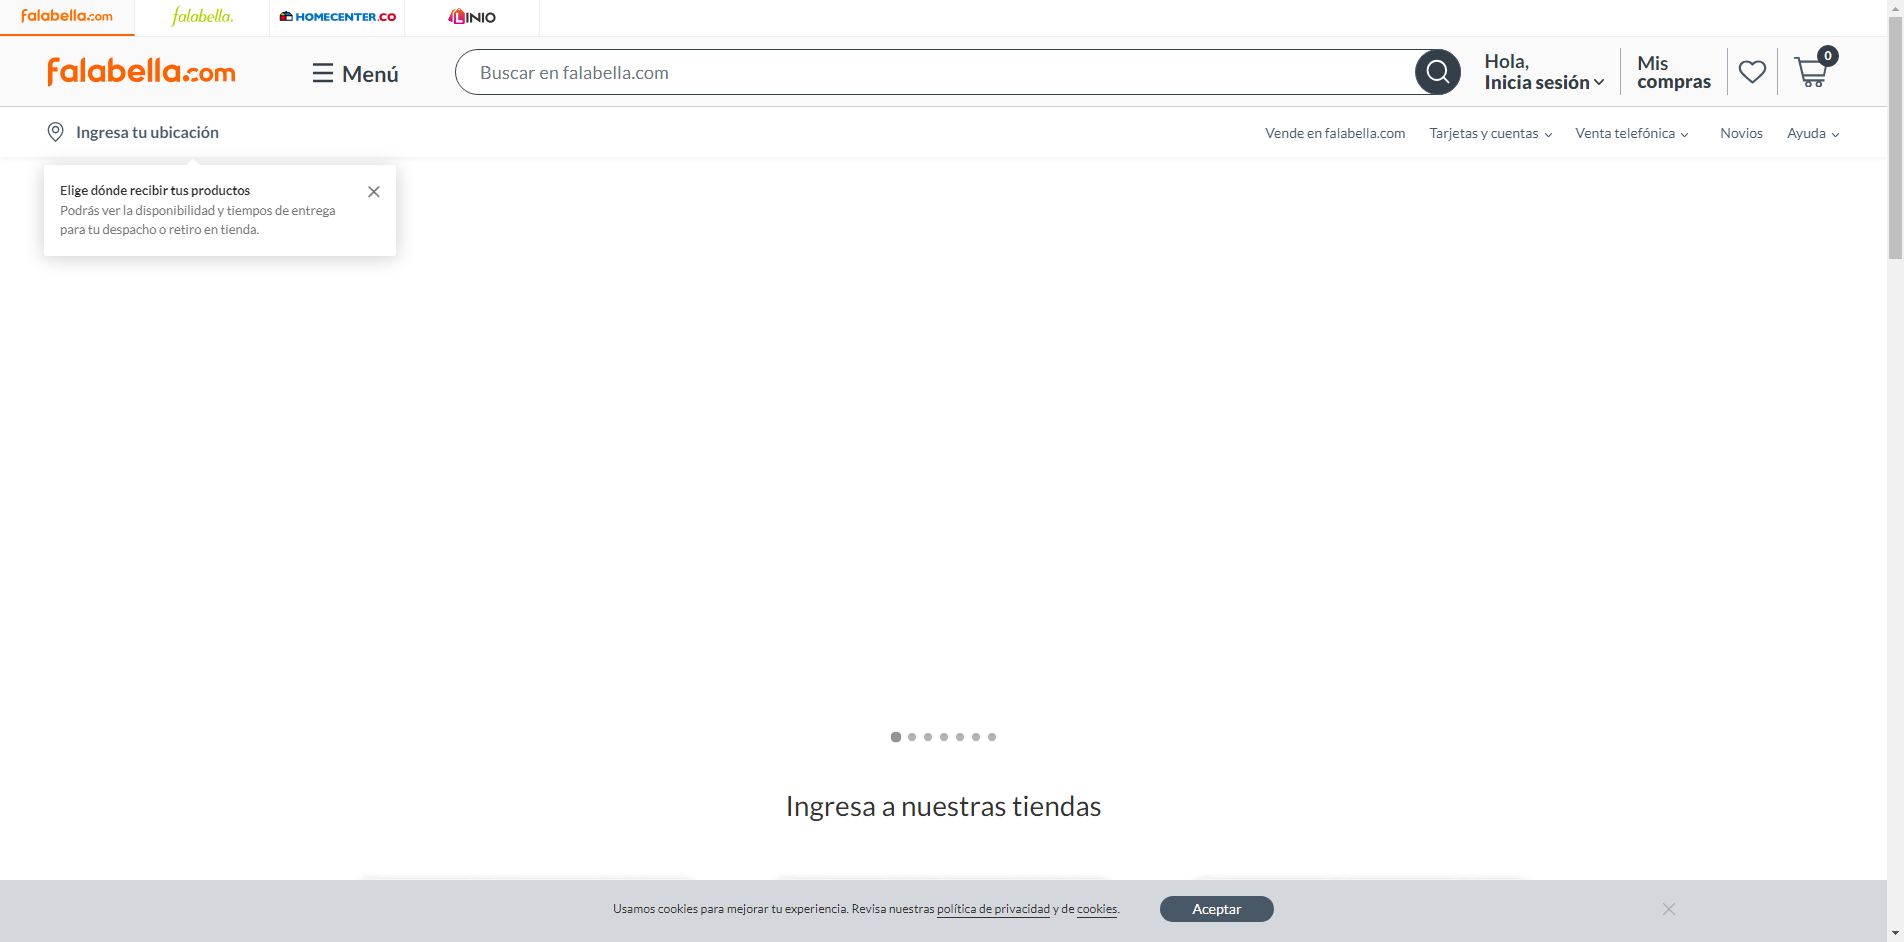 falabella.com
falabella.
HOMECENTER.CO
LINIO
falabella.com
Menú
Buscar en falabella.com
Hola,
Inicia sesión
Mis
compras
0
Ingresa tu ubicación
Vende en falabella.com
Tarjetas y cuentas
Venta telefónica
Novios
Ayuda
Elige dónde recibir tus productos
Podrás ver la disponibilidad y tiempos de entrega
para tu despacho o retiro en tienda.
Ingresa a nuestras tiendas
Usamos cookies para mejorar tu experiencia. Revisa nuestras política de privacidad y de cookies.
Aceptar